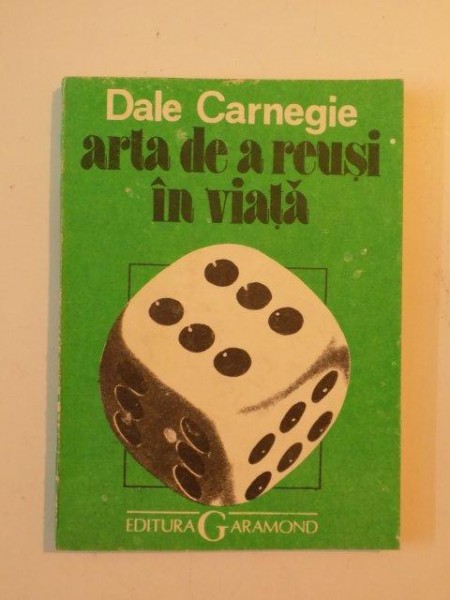 Dale Carnegie
arta de a reuși
în viață
EDITURA GARAMOND